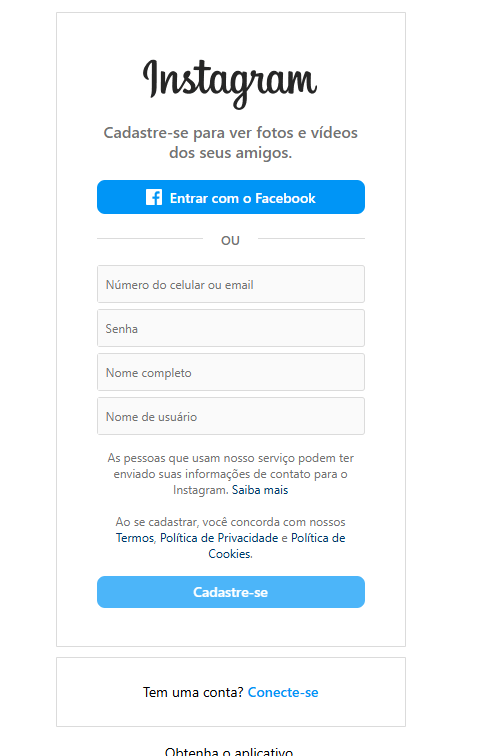 Instagram
Cadastre-se para ver fotos e vídeos
dos seus amigos.
Entrar com o Facebook
OU
Número do celular ou email
Senha
Nome completo
Nome de usuário
As pessoas que usam nosso serviço podem ter
enviado suas informações de contato para o
Instagram. Saiba mais
Ao se cadastrar, você concorda com nossos
Termos, Política de Privacidade e Política de
Cookies.
Cadastre-se
Tem uma conta? Conecte-se
Obtenha o aplicativo